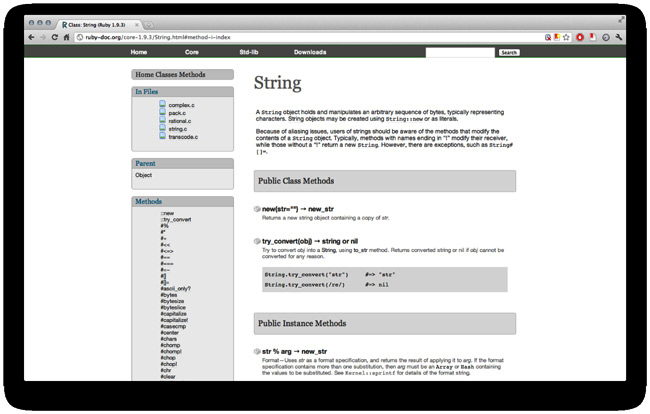 Class: String (Ruby 1.9.3)
ruby-doc.org/core-1.9.3/String.html#method-i-index
Home Core Std-lib Downloads Search
Home Classes Methods
In Files
complex.c
pack.c
rational.c
string.c
transcode.c
Parent
Object
Methods
::new
::try_convert
#%
#*
#+
#<<
#<=>
#==
#===
#=~
#[]
#[]=
#ascii_only?
#bytes
#bytesize
#byteslice
#capitalize
#capitalize!
#casecmp
#center
#chars
#chomp
#chomp!
#chop
#chop!
#chr
#clear
String
A String object holds and manipulates an arbitrary sequence of bytes, typically representing
characters. String objects may be created using String::new or as literals.
Because of aliasing issues, users of strings should be aware of the methods that modify the
contents of a String object. Typically, methods with names ending in "!" modify their receiver,
while those without a "!" return a new String. However, there are exceptions, such as String#
[]=.
Public Class Methods
new(str="") → new_str
Returns a new string object containing a copy of str.
try_convert(obj) → string or nil
Try to convert obj into a String, using to_str method. Returns converted string or nil if obj cannot be
converted for any reason.
String.try_convert("str") #=> "str"
String.try_convert(/re/) #=> nil
Public Instance Methods
str % arg → new_str
Format—Uses str as a format specification, and returns the result of applying it to arg. If the format
specification contains more than one substitution, then arg must be an Array or Hash containing
the values to be substituted. See Kernel::sprintf for details of the format string.